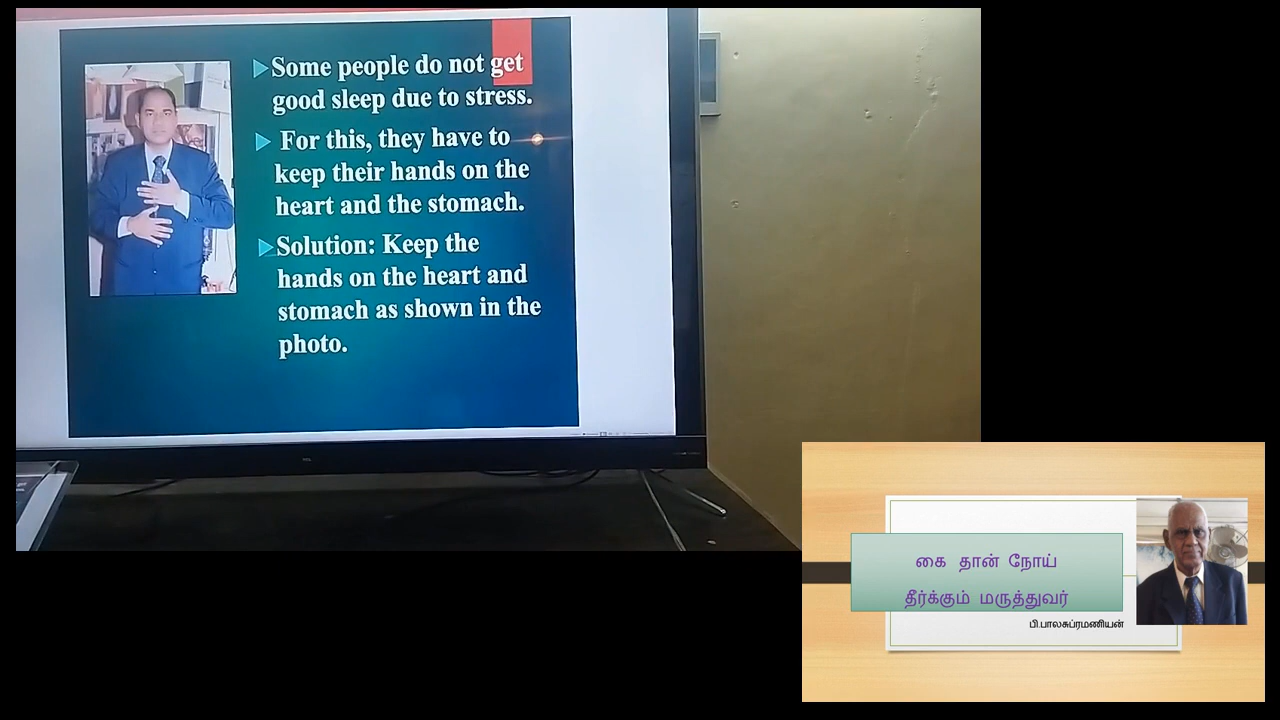 Some people do not get
good sleep due to stress.
For this, they have to
keep their hands on the
heart and the stomach.
Solution: Keep the
hands on the heart and
stomach as shown in the
photo.
கை தான் நோய்
தீர்க்கும் மருத்துவர்
பி.பாலசுப்ரமணியன்